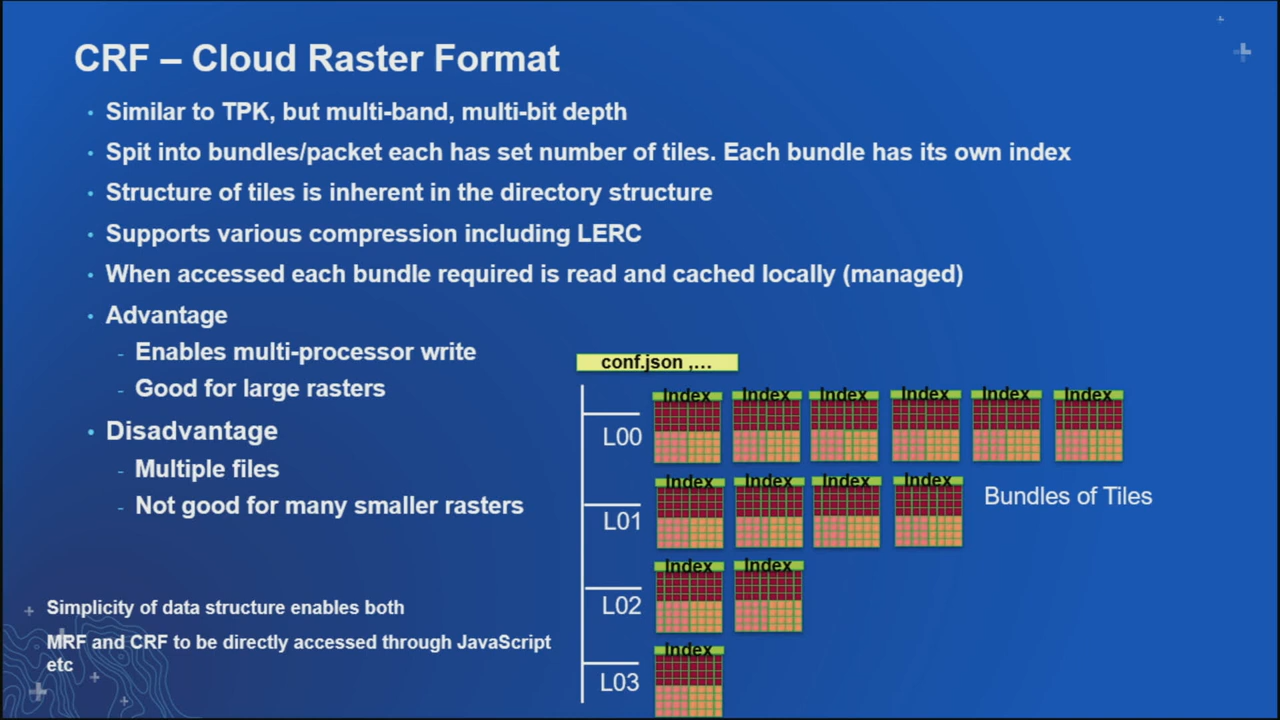 CRF – Cloud Raster Format
Similar to TPK, but multi-band, multi-bit depth
Spit into bundles/packet each has set number of tiles. Each bundle has its own index
Structure of tiles is inherent in the directory structure
Supports various compression including LERC
When accessed each bundle required is read and cached locally (managed)
Advantage
Enables multi-processor write
Good for large rasters
Disadvantage
Multiple files
Not good for many smaller rasters
Simplicity of data structure enables both
MRF and CRF to be directly accessed through JavaScript
etc
conf.json ,…
Index Index Index Index Index Index
L00
Index Index Index Index
L01
Bundles of Tiles
Index Index
L02
Index
L03